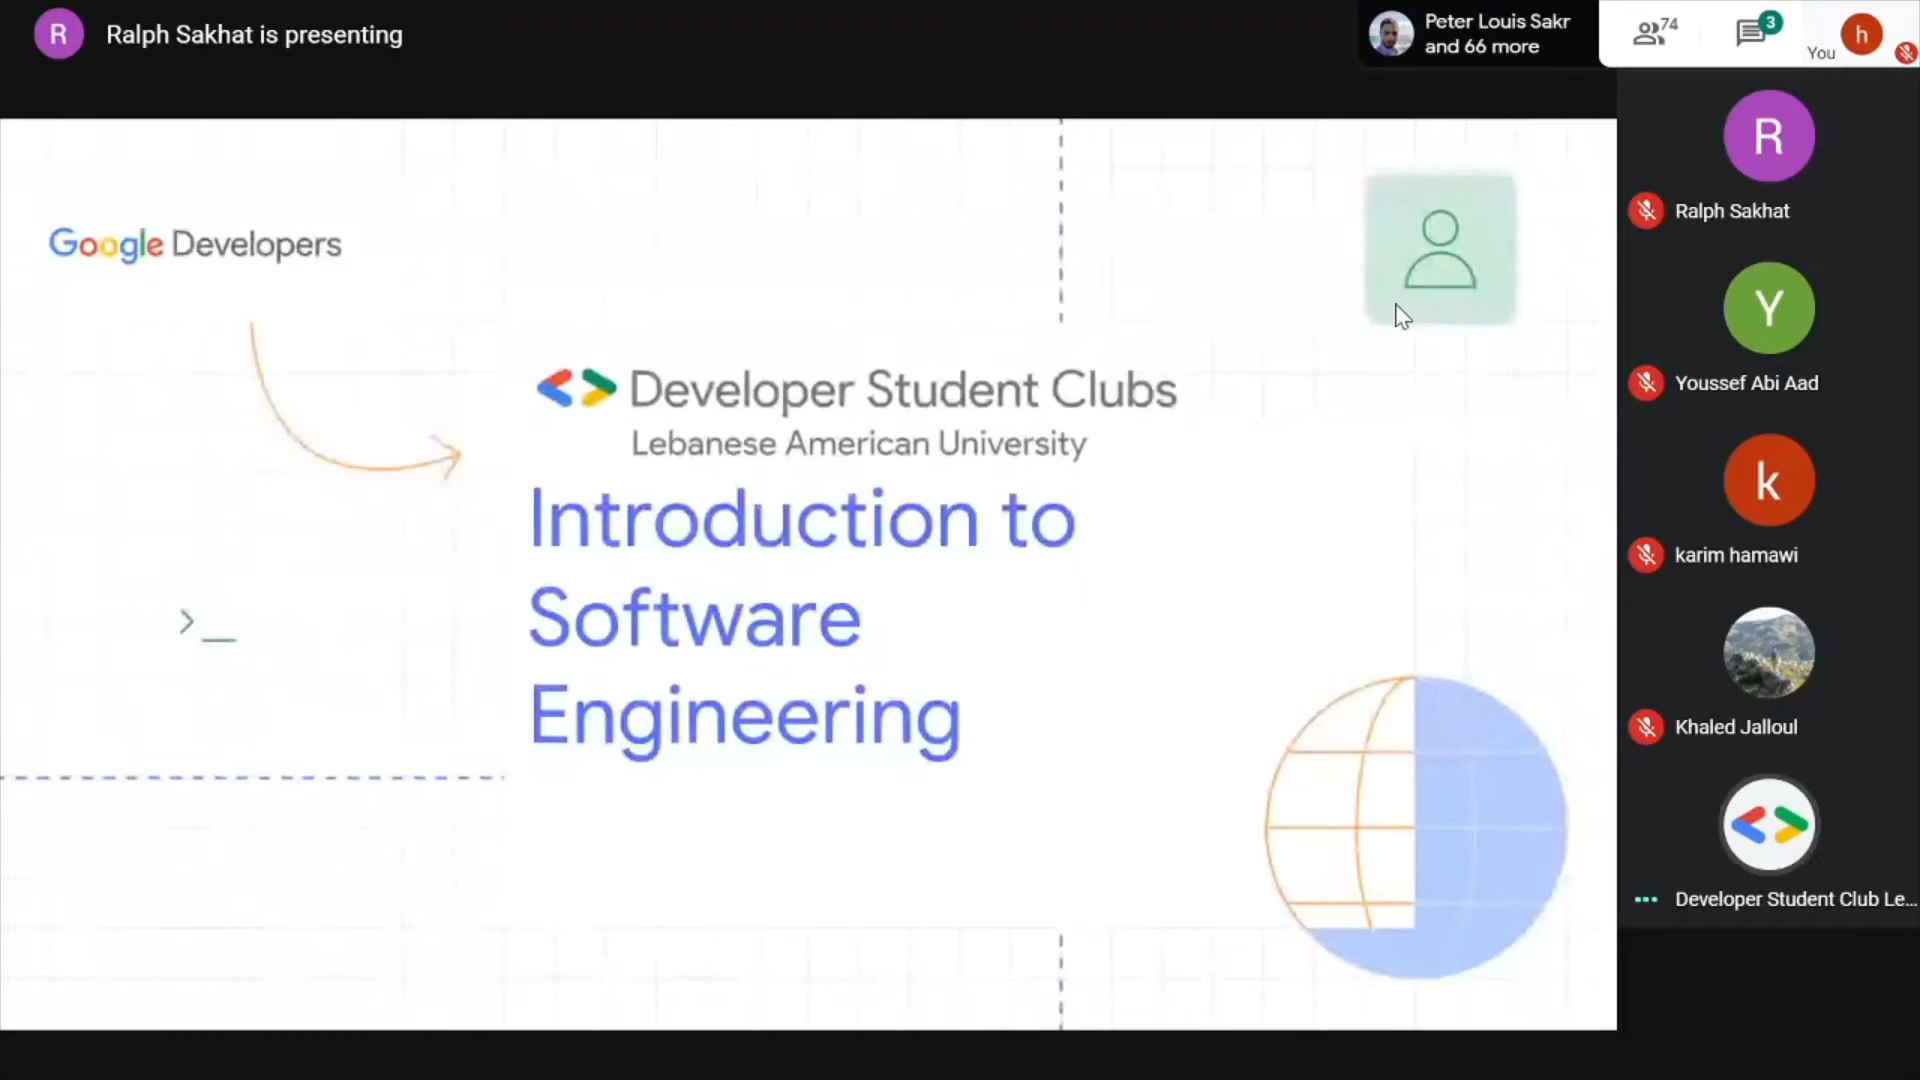 R
Ralph Sakhat is presenting
Peter Louis Sakr
and 66 more
74
3
You
h
R
Ralph Sakhat
Y
Youssef Abi Aad
k
karim hamawi
Khaled Jalloul
Developer Student Club Le...
Google Developers
Developer Student Clubs
Lebanese American University
Introduction to
Software
Engineering
>_